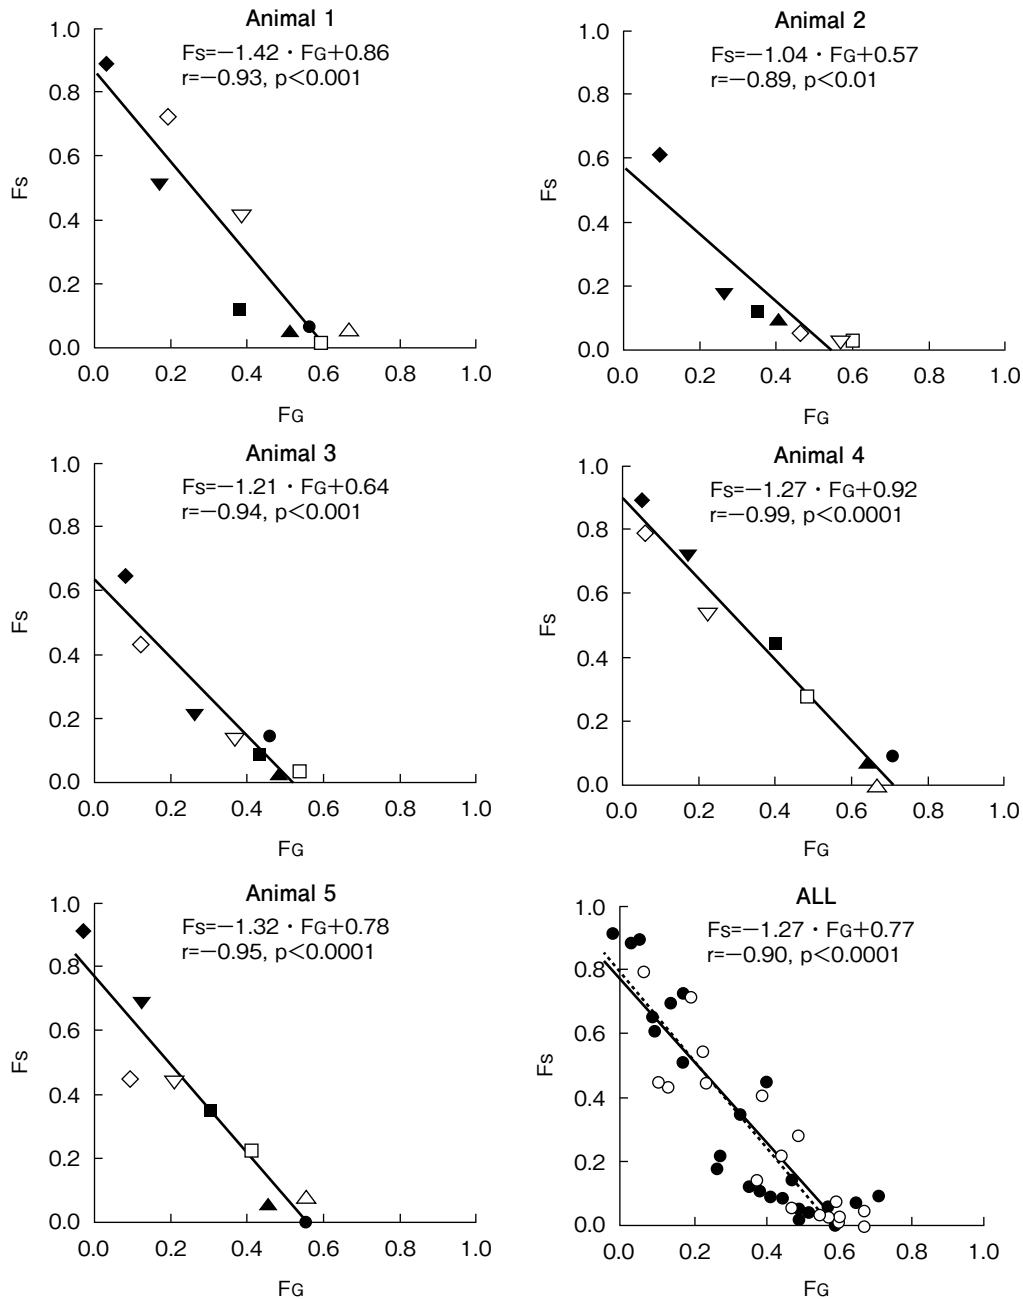 Animal 1
Fs=−1.42・FG+0.86
r=−0.93, p<0.001
1.0
0.8
0.6
0.4
0.2
0.0
Fs
0.0 0.2 0.4 0.6 0.8 1.0
FG
Animal 2
Fs=−1.04・FG+0.57
r=−0.89, p<0.01
1.0
0.8
0.6
0.4
0.2
0.0
Fs
0.0 0.2 0.4 0.6 0.8 1.0
FG
Animal 3
Fs=−1.21・FG+0.64
r=−0.94, p<0.001
1.0
0.8
0.6
0.4
0.2
0.0
Fs
0.0 0.2 0.4 0.6 0.8 1.0
FG
Animal 4
Fs=−1.27・FG+0.92
r=−0.99, p<0.0001
1.0
0.8
0.6
0.4
0.2
0.0
Fs
0.0 0.2 0.4 0.6 0.8 1.0
FG
Animal 5
Fs=−1.32・FG+0.78
r=−0.95, p<0.0001
1.0
0.8
0.6
0.4
0.2
0.0
Fs
0.0 0.2 0.4 0.6 0.8 1.0
FG
ALL
Fs=−1.27・FG+0.77
r=−0.90, p<0.0001
1.0
0.8
0.6
0.4
0.2
0.0
Fs
0.0 0.2 0.4 0.6 0.8 1.0
FG